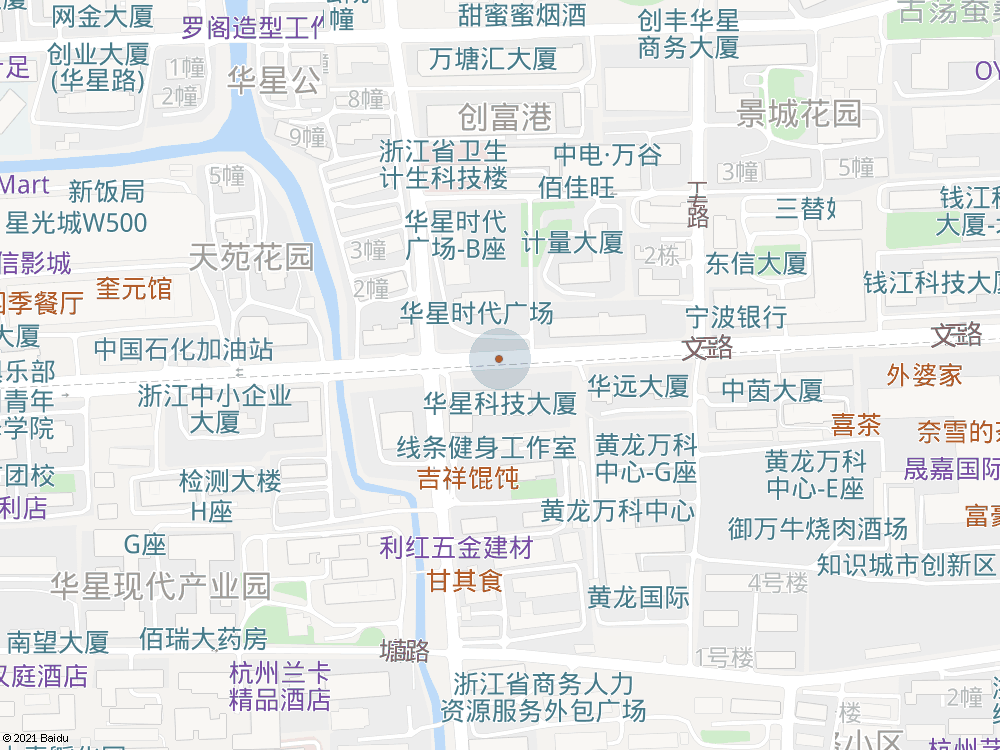 网金大厦
罗阁造型工作
幢
甜蜜蜜烟酒
创丰华星
商务大厦
创业大厦
(华星路)
足
1幢
2幢
华星公
万塘汇大厦
8幢
9幢
创富港
景城花园
OY
浙江省卫生
计生科技楼
中电·万谷
佰佳旺
3幢
5幢
5幢
Mart
新饭局
星光城W500
华星时代
广场-B座
计量大厦
2栋
路
三替
钱江科
大厦-
信影城
天苑花园
3幢
2幢
东信大厦
四季餐厅
奎元馆
钱江科技大厦
华星时代广场
宁波银行
大厦
中国石化加油站
文
路
文
路
俱乐部
青年
学院
浙江中小企业
大厦
华星科技大厦
华远大厦
中茵大厦
外婆家
喜茶
奈雪的茶
线条健身工作室
吉祥馄饨
黄龙万科
中心-G座
黄龙万科
中心-E座
晟嘉国际
富豪
团校
利店
检测大楼
H座
G座
黄龙万科中心
御万牛烧肉酒场
知识城市创新区
利红五金建材
甘其食
华星现代产业园
黄龙国际
4号楼
南望大厦
佰瑞大药房
塘
路
1号楼
汉庭酒店
杭州兰卡
精品酒店
浙江省商务人力
资源服务外包广场
2幢
号楼
路小区
杭州艺
© 2021 Baidu